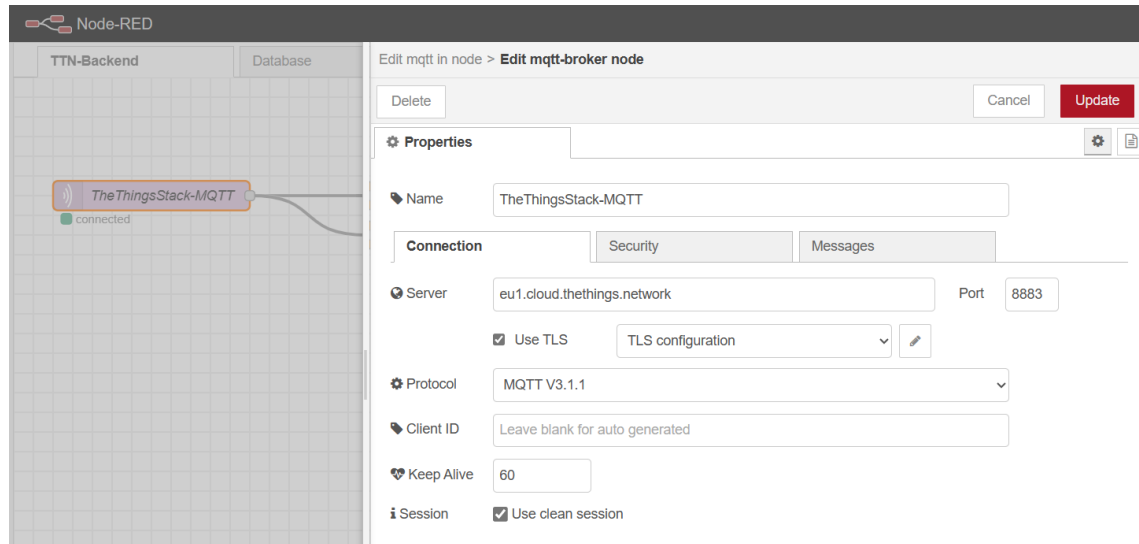 Node-RED
TTN-Backend
Database
Edit mqtt in node > Edit mqtt-broker node
Delete
Cancel
Update
Properties
TheThingsStack-MQTT
connected
Name
TheThingsStack-MQTT
Connection
Security
Messages
Server
eu1.cloud.thethings.network
Port
8883
Use TLS
TLS configuration
Protocol
MQTT V3.1.1
Client ID
Leave blank for auto generated
Keep Alive
60
Session
Use clean session